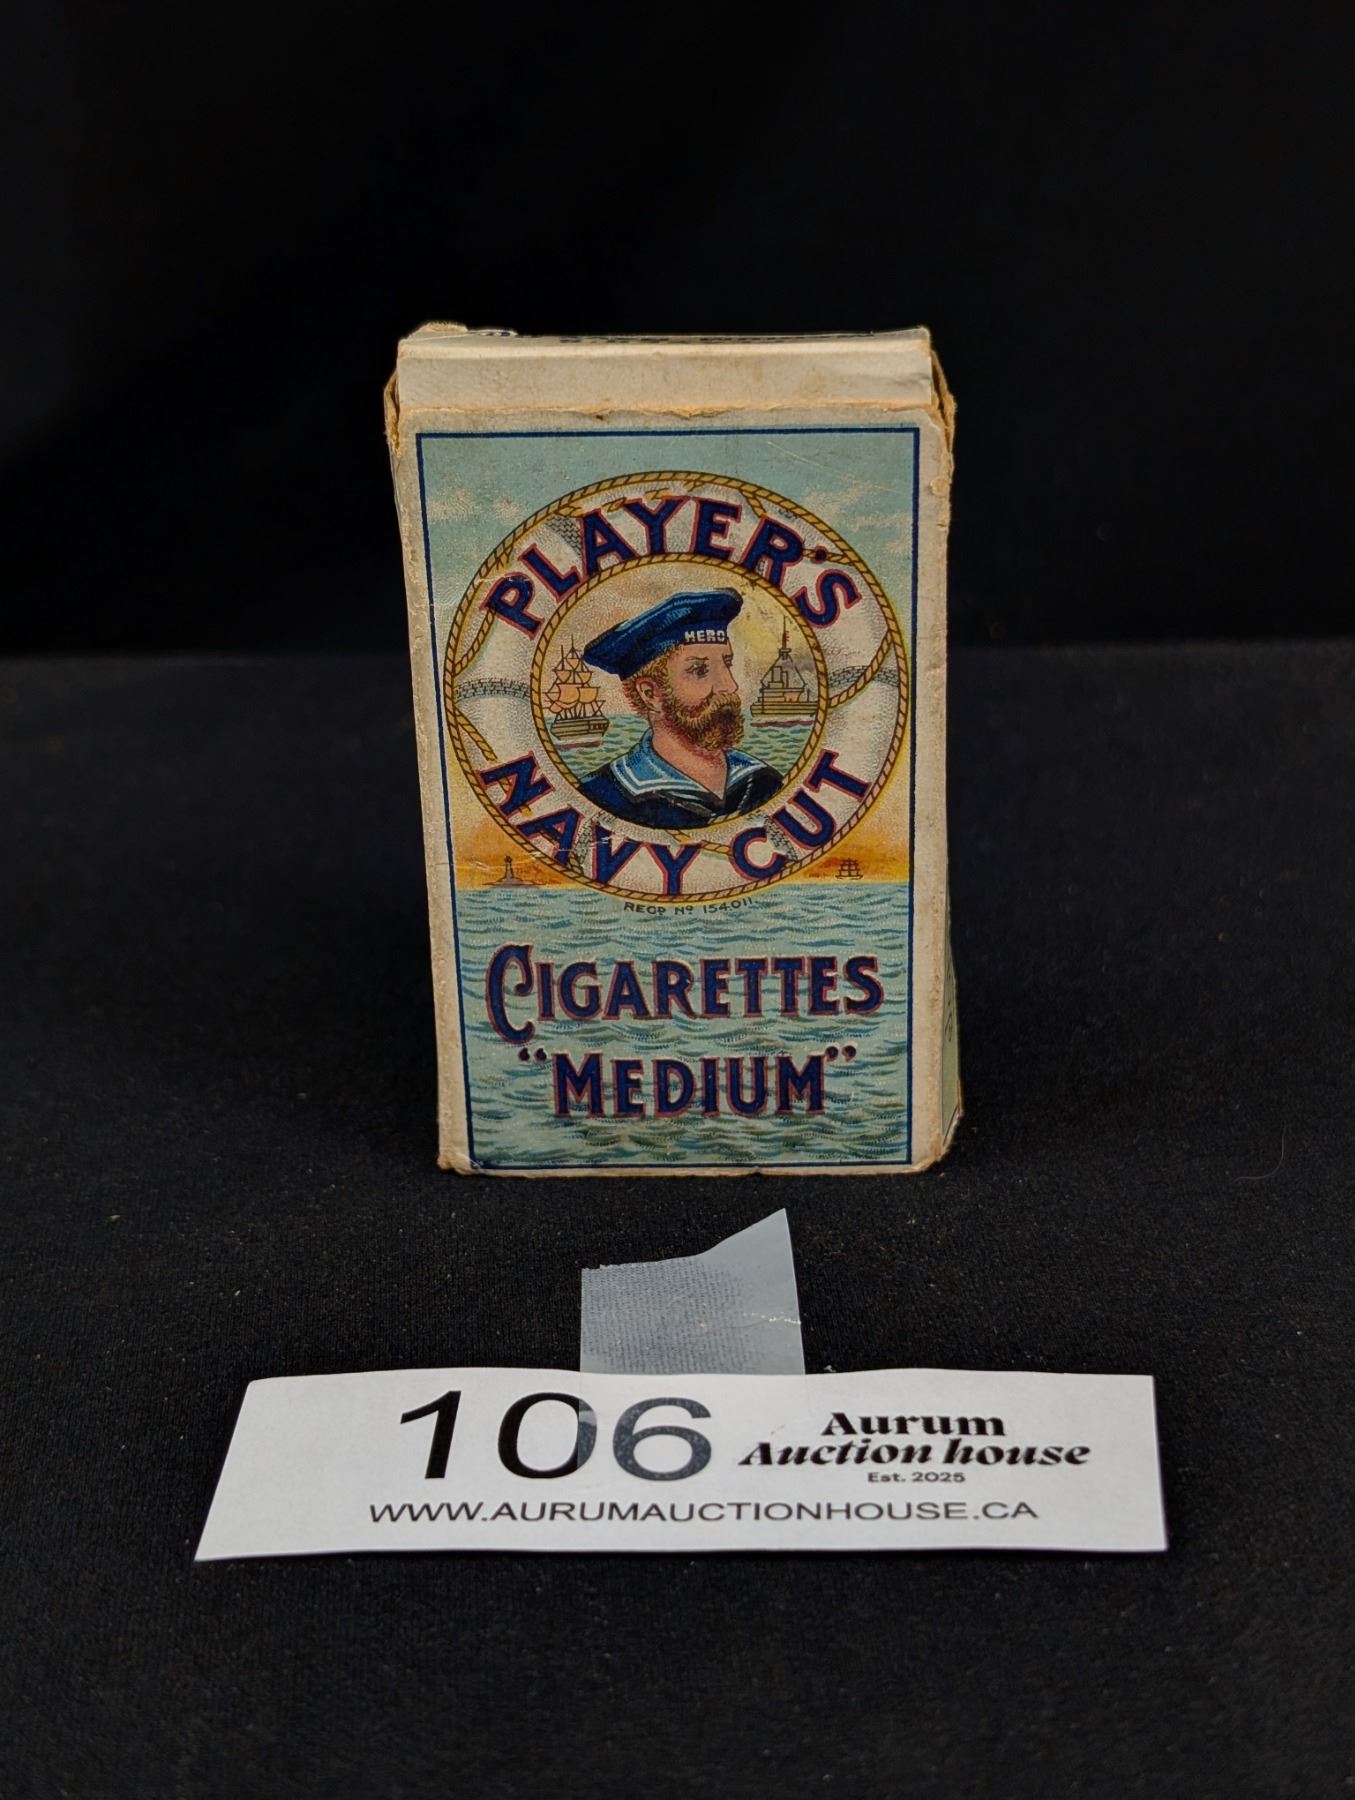 PLAYER'S
HERO
NAVY CUT
REGD No 154011.
CIGARETTES
"MEDIUM"
106
Aurum
Auction house
Est. 2025
WWW.AURUMAUCTIONHOUSE.CA